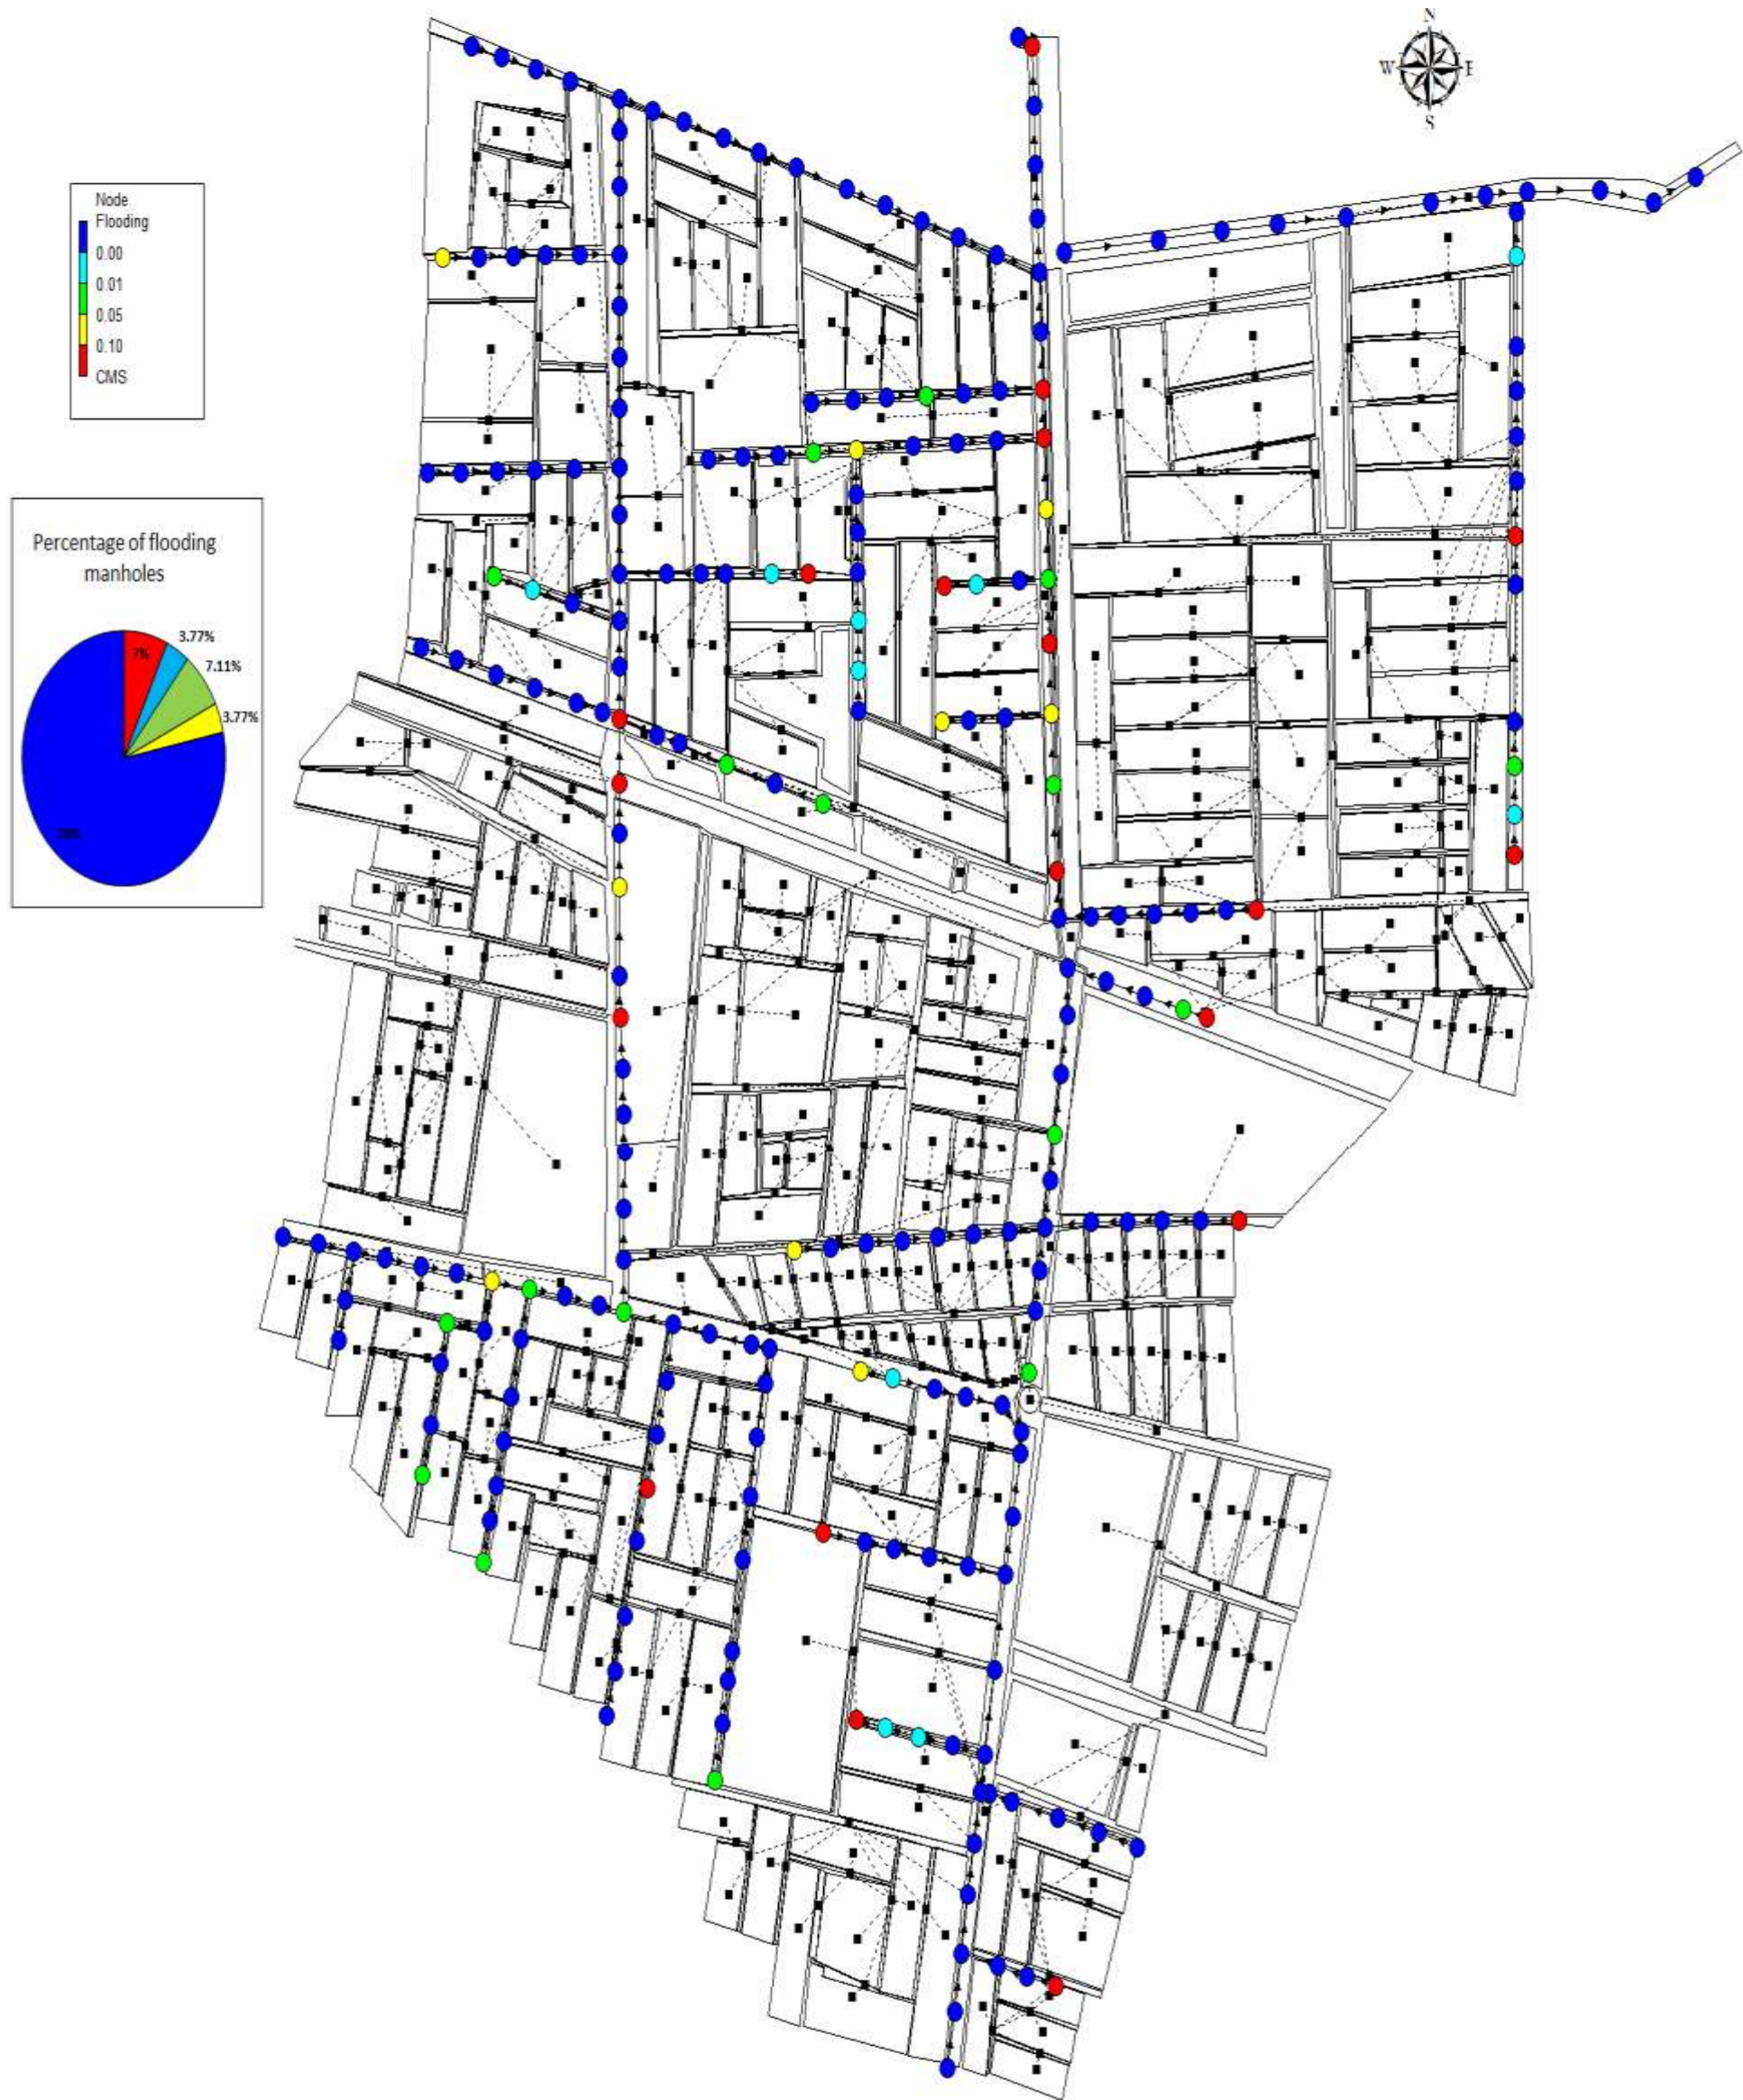 N
W E
S
Node
Flooding
0.00
0.01
0.05
0.10
CMS
Percentage of flooding
manholes
3.77%
7%
7.11%
3.77%
78%